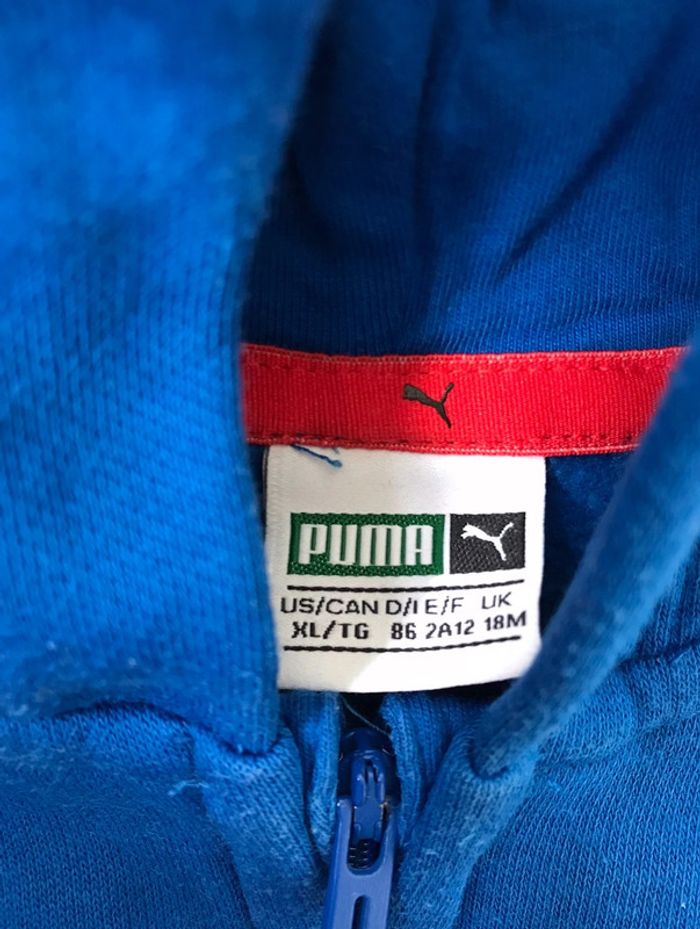 PUMA
US/CAN D/I E/F UK
XL/TG 86 2A12 18M